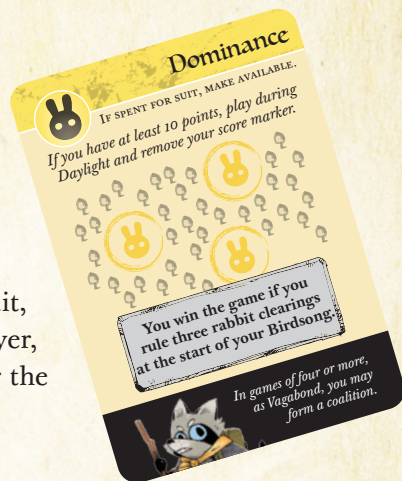 Dominance
If spent for suit, make available.
If you have at least 10 points, play during
Daylight and remove your score marker.
You win the game if you
rule three rabbit clearings
at the start of your Birdsong.
In games of four or more,
as Vagabond, you may
form a coalition.
it,
yer,
the